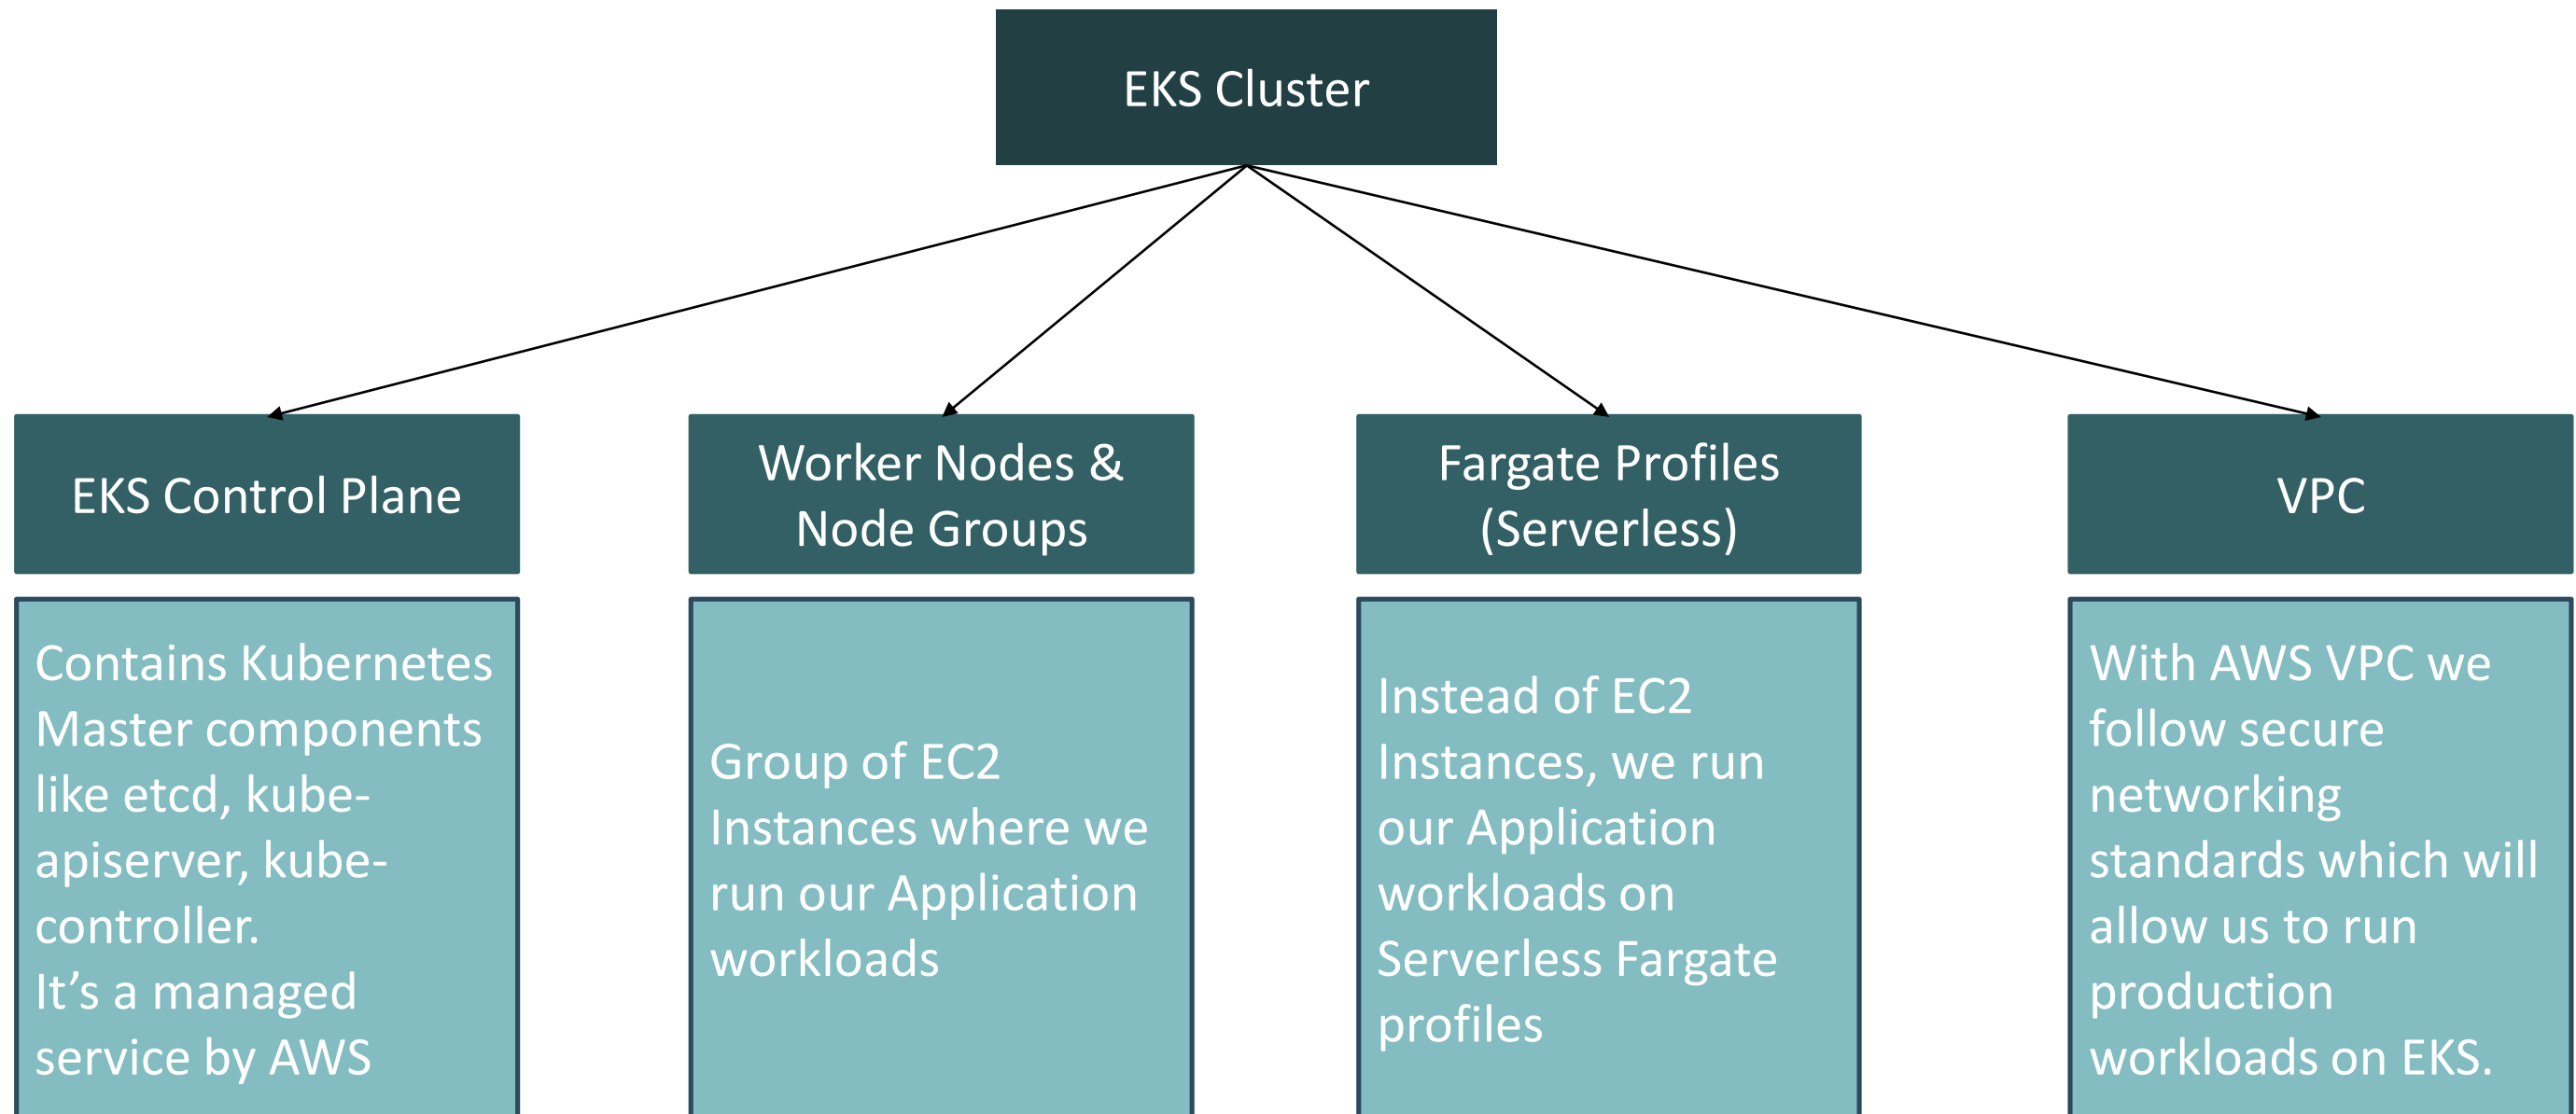 EKS Cluster
EKS Control Plane
Worker Nodes &
Node Groups
Fargate Profiles
(Serverless)
VPC
Contains Kubernetes
Master components
like etcd, kube-
apiserver, kube-
controller.
It’s a managed
service by AWS
Group of EC2
Instances where we
run our Application
workloads
Instead of EC2
Instances, we run
our Application
workloads on
Serverless Fargate
profiles
With AWS VPC we
follow secure
networking
standards which will
allow us to run
production
workloads on EKS.